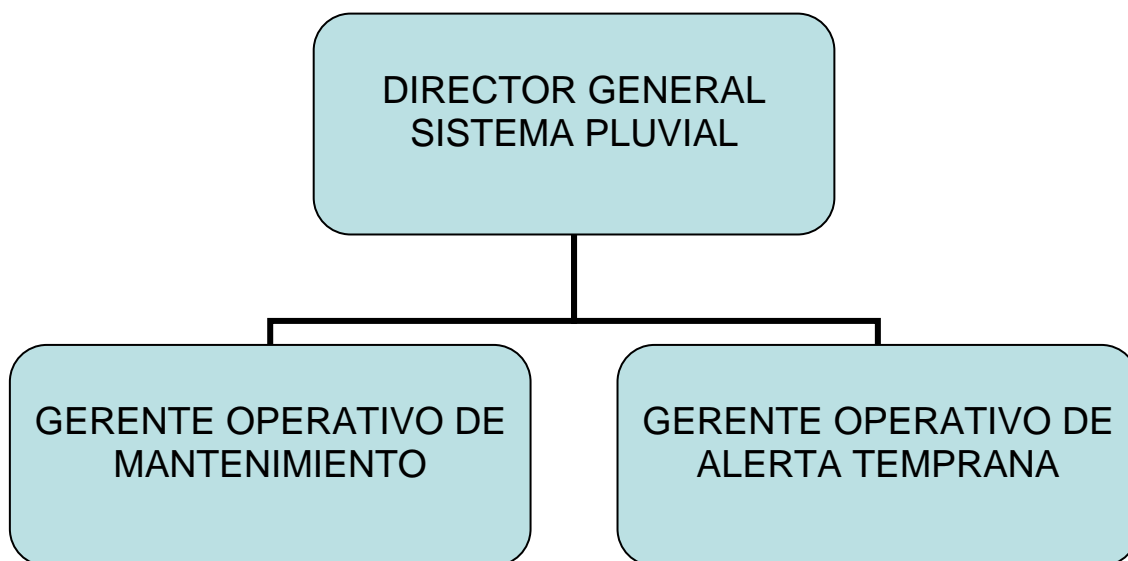 DIRECTOR GENERAL
SISTEMA PLUVIAL
GERENTE OPERATIVO DE
MANTENIMIENTO
GERENTE OPERATIVO DE
ALERTA TEMPRANA